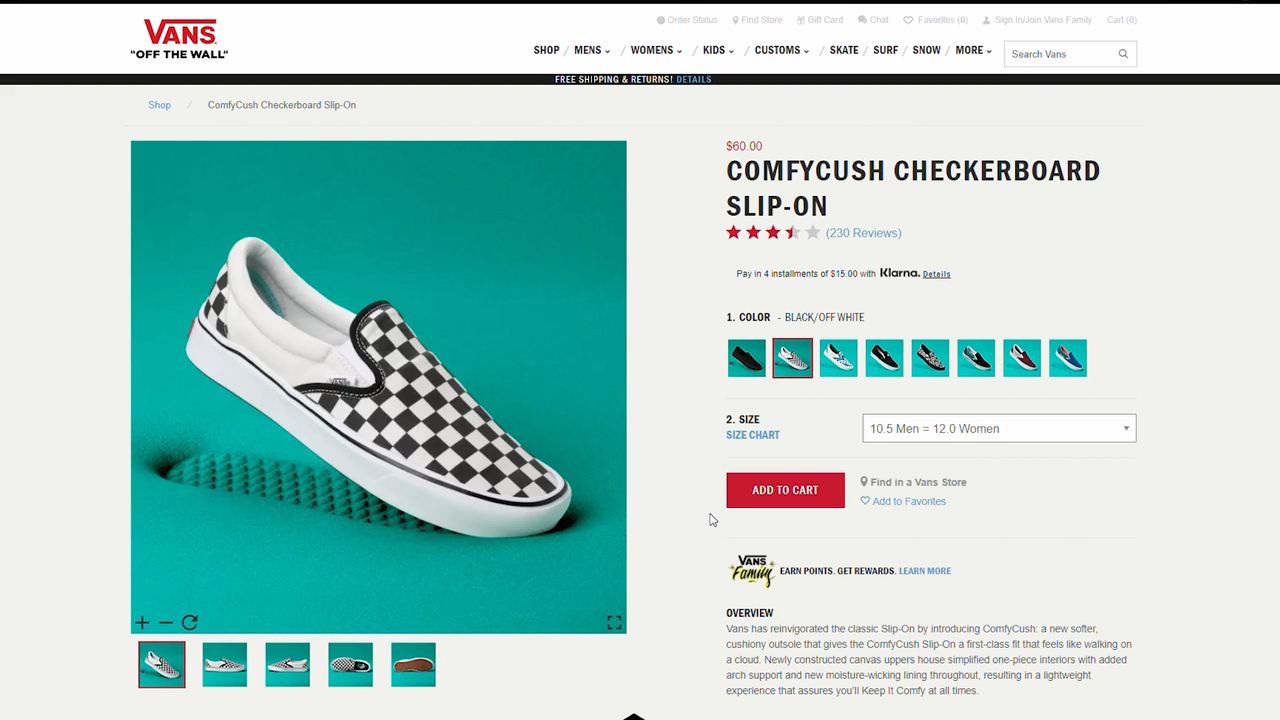 VANS
"OFF THE WALL"
Order Status Find Store Gift Card Chat Favorites (0) Sign In/Join Vans Family Cart (0)
SHOP / MENS / WOMENS / KIDS / CUSTOMS / SKATE / SURF / SNOW / MORE
Search Vans
FREE SHIPPING & RETURNS! DETAILS
Shop / ComfyCush Checkerboard Slip-On
$60.00
COMFYCUSH CHECKERBOARD
SLIP-ON
(230 Reviews)
Pay in 4 installments of $15.00 with Klarna. Details
1. COLOR - BLACK/OFF WHITE
2. SIZE
SIZE CHART
10.5 Men = 12.0 Women
ADD TO CART
Find in a Vans Store
Add to Favorites
VANS
Family
EARN POINTS. GET REWARDS. LEARN MORE
OVERVIEW
Vans has reinvigorated the classic Slip-On by introducing ComfyCush: a new softer,
cushiony outsole that gives the ComfyCush Slip-On a first-class fit that feels like walking on
a cloud. Newly constructed canvas uppers house simplified one-piece interiors with added
arch support and new moisture-wicking lining throughout, resulting in a lightweight
experience that assures you'll Keep It Comfy at all times.